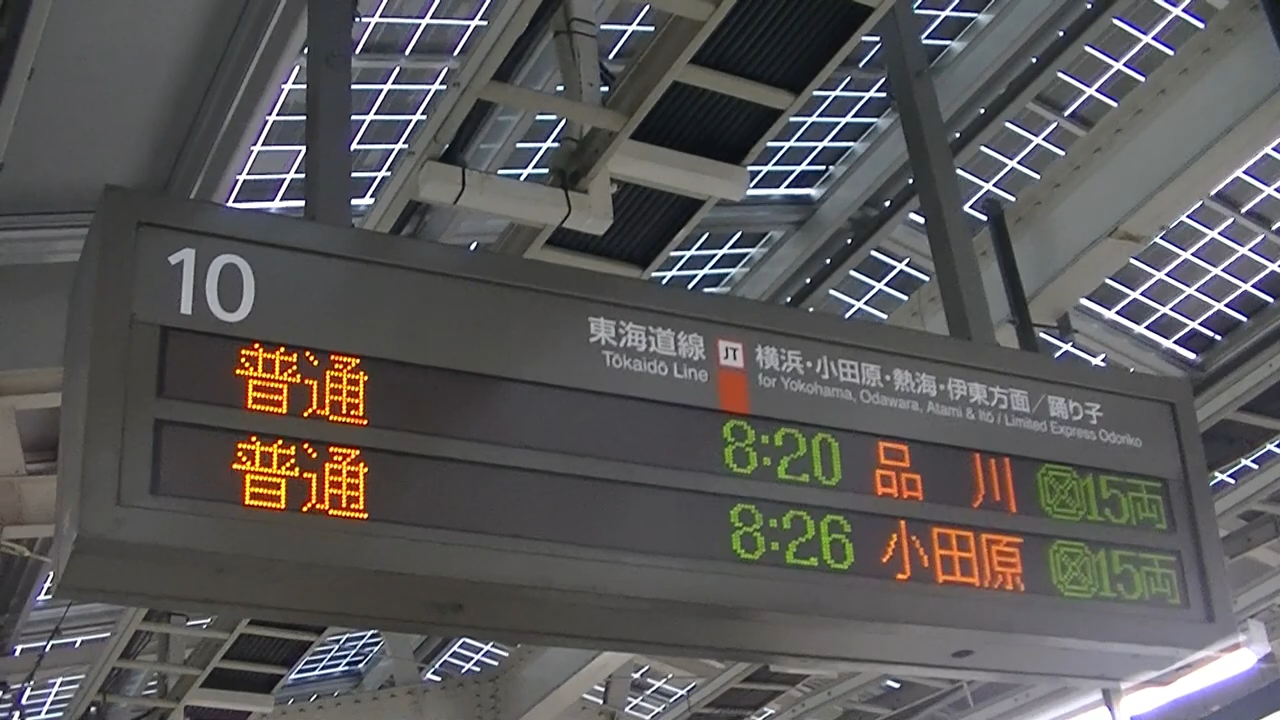 10
東海道線 JT 横浜・小田原・熱海・伊東方面／踊り子
Tōkaidō Line for Yokohama, Odawara, Atami & Itō / Limited Express Odoriko
普通 8:20 品川 15両
普通 8:26 小田原 15両